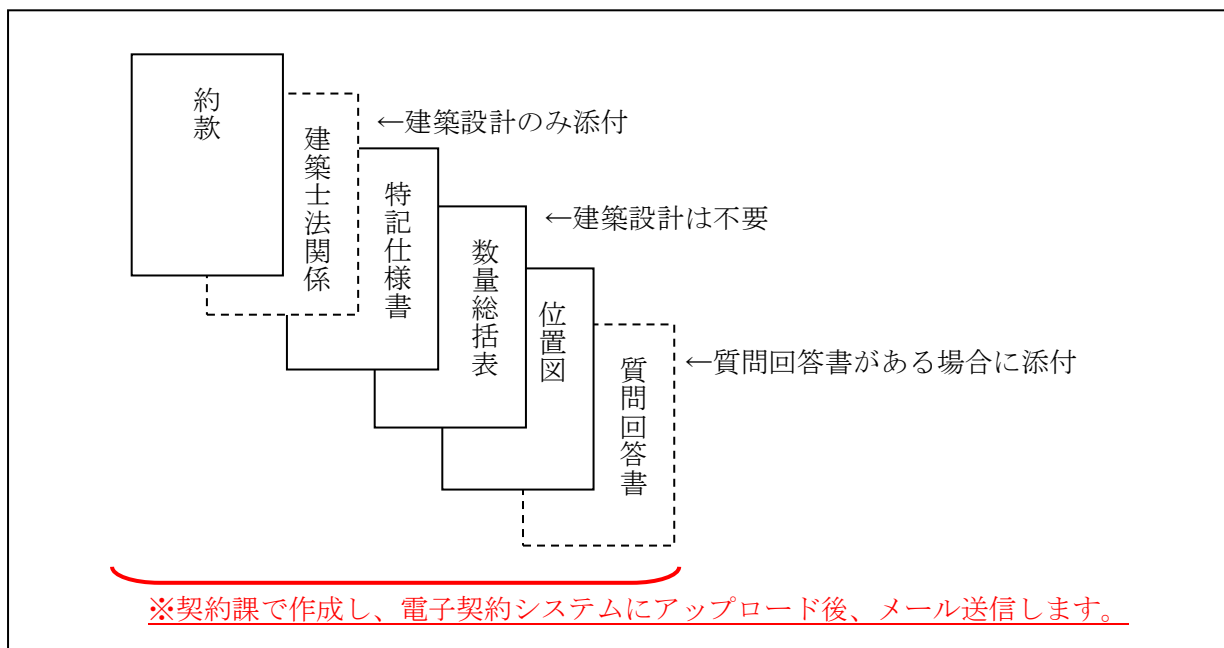 約款
建築士法関係
←建築設計のみ添付
特記仕様書
数量総括表
←建築設計は不要
位置図
質問回答書
←質問回答書がある場合に添付
※契約課で作成し、電子契約システムにアップロード後、メール送信します。